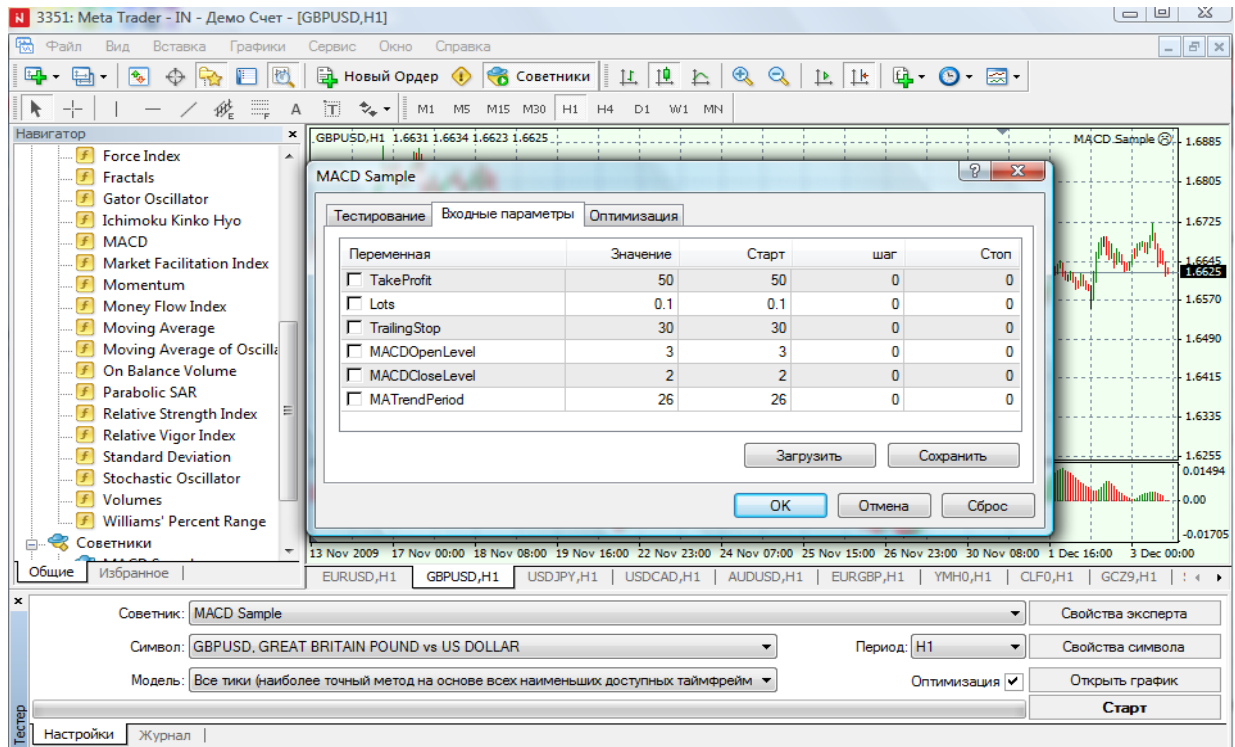 3351: Meta Trader - IN - Демо Счет - [GBPUSD,H1]
Файл Вид Вставка Графики Сервис Окно Справка
Новый Ордер Советники
A T M1 M5 M15 M30 H1 H4 D1 W1 MN
Навигатор
Force Index
Fractals
Gator Oscillator
Ichimoku Kinko Hyo
MACD
Market Facilitation Index
Momentum
Money Flow Index
Moving Average
Moving Average of Oscilla
On Balance Volume
Parabolic SAR
Relative Strength Index
Relative Vigor Index
Standard Deviation
Stochastic Oscillator
Volumes
Williams' Percent Range
Советники
Общие Избранное
GBPUSD,H1 1.6631 1.6634 1.6623 1.6625
MACD Sample
1.6885
1.6805
1.6725
1.6645
1.6625
1.6570
1.6490
1.6415
1.6335
1.6255
0.01494
0.00
-0.01705
MACD Sample
Тестирование Входные параметры Оптимизация
Переменная Значение Старт шаг Стоп
TakeProfit 50 50 0 0
Lots 0.1 0.1 0 0
TrailingStop 30 30 0 0
MACDOpenLevel 3 3 0 0
MACDCloseLevel 2 2 0 0
MATrendPeriod 26 26 0 0
Загрузить Сохранить
OK Отмена Сброс
13 Nov 2009 17 Nov 00:00 18 Nov 08:00 19 Nov 16:00 22 Nov 23:00 24 Nov 07:00 25 Nov 15:00 26 Nov 23:00 30 Nov 08:00 1 Dec 16:00 3 Dec 00:00
EURUSD,H1 GBPUSD,H1 USDJPY,H1 USDCAD,H1 AUDUSD,H1 EURGBP,H1 YMH0,H1 CLF0,H1 GCZ9,H1
Советник: MACD Sample Свойства эксперта
Символ: GBPUSD, GREAT BRITAIN POUND vs US DOLLAR Период: H1 Свойства символа
Модель: Все тики (наиболее точный метод на основе всех наименьших доступных таймфрейм Оптимизация Открыть график
Старт
Тестер
Настройки Журнал